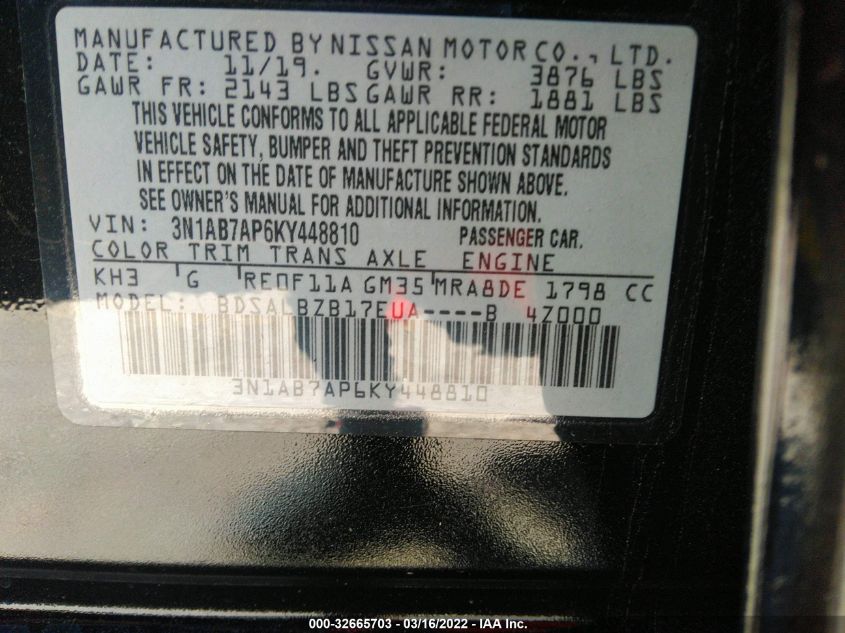 MANUFACTURED BY NISSAN MOTOR CO., LTD.
DATE: 11/19. GVWR: 3876 LBS
GAWR FR: 2143 LBS GAWR RR: 1881 LBS
THIS VEHICLE CONFORMS TO ALL APPLICABLE FEDERAL MOTOR
VEHICLE SAFETY, BUMPER AND THEFT PREVENTION STANDARDS
IN EFFECT ON THE DATE OF MANUFACTURE SHOWN ABOVE.
SEE OWNER'S MANUAL FOR ADDITIONAL INFORMATION.
VIN: 3N1AB7AP6KY448810 PASSENGER CAR.
COLOR TRIM TRANS AXLE ENGINE
KH3 G RE0F11A GM35 MRA8DE 1798 CC
MODEL: BDSALBZB17EUA----B 4Z000
3N1AB7AP6KY448810
000-32665703 - 03/16/2022 - IAA Inc.